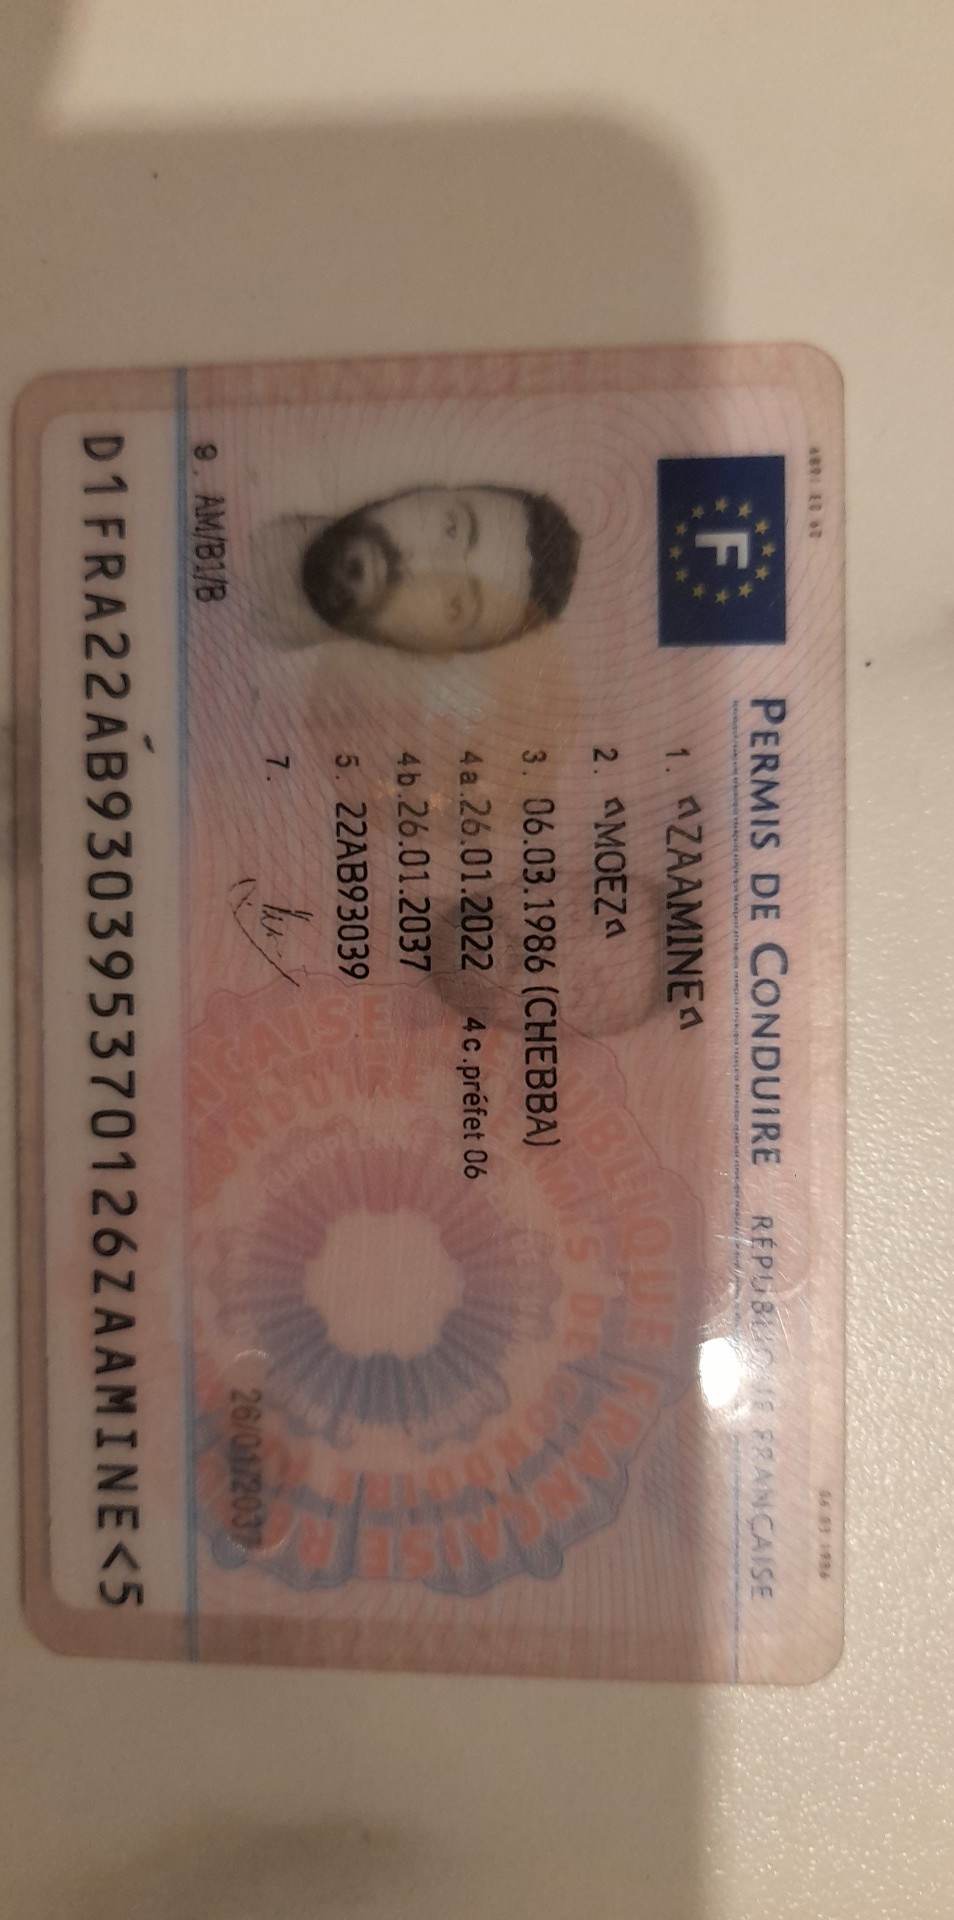 PERMIS DE CONDUIRE RÉPUBLIQUE FRANÇAISE
F
1. ZAAMINE
2. MOEZ
3. 06.03.1986 (CHEBBA)
4a.26.01.2022 4c.préfet 06
4b.26.01.2037
5. 22AB93039
7.
9. AM/B1/B
26/01/2037
D1FRA22AB930395370126ZAAMINE<5